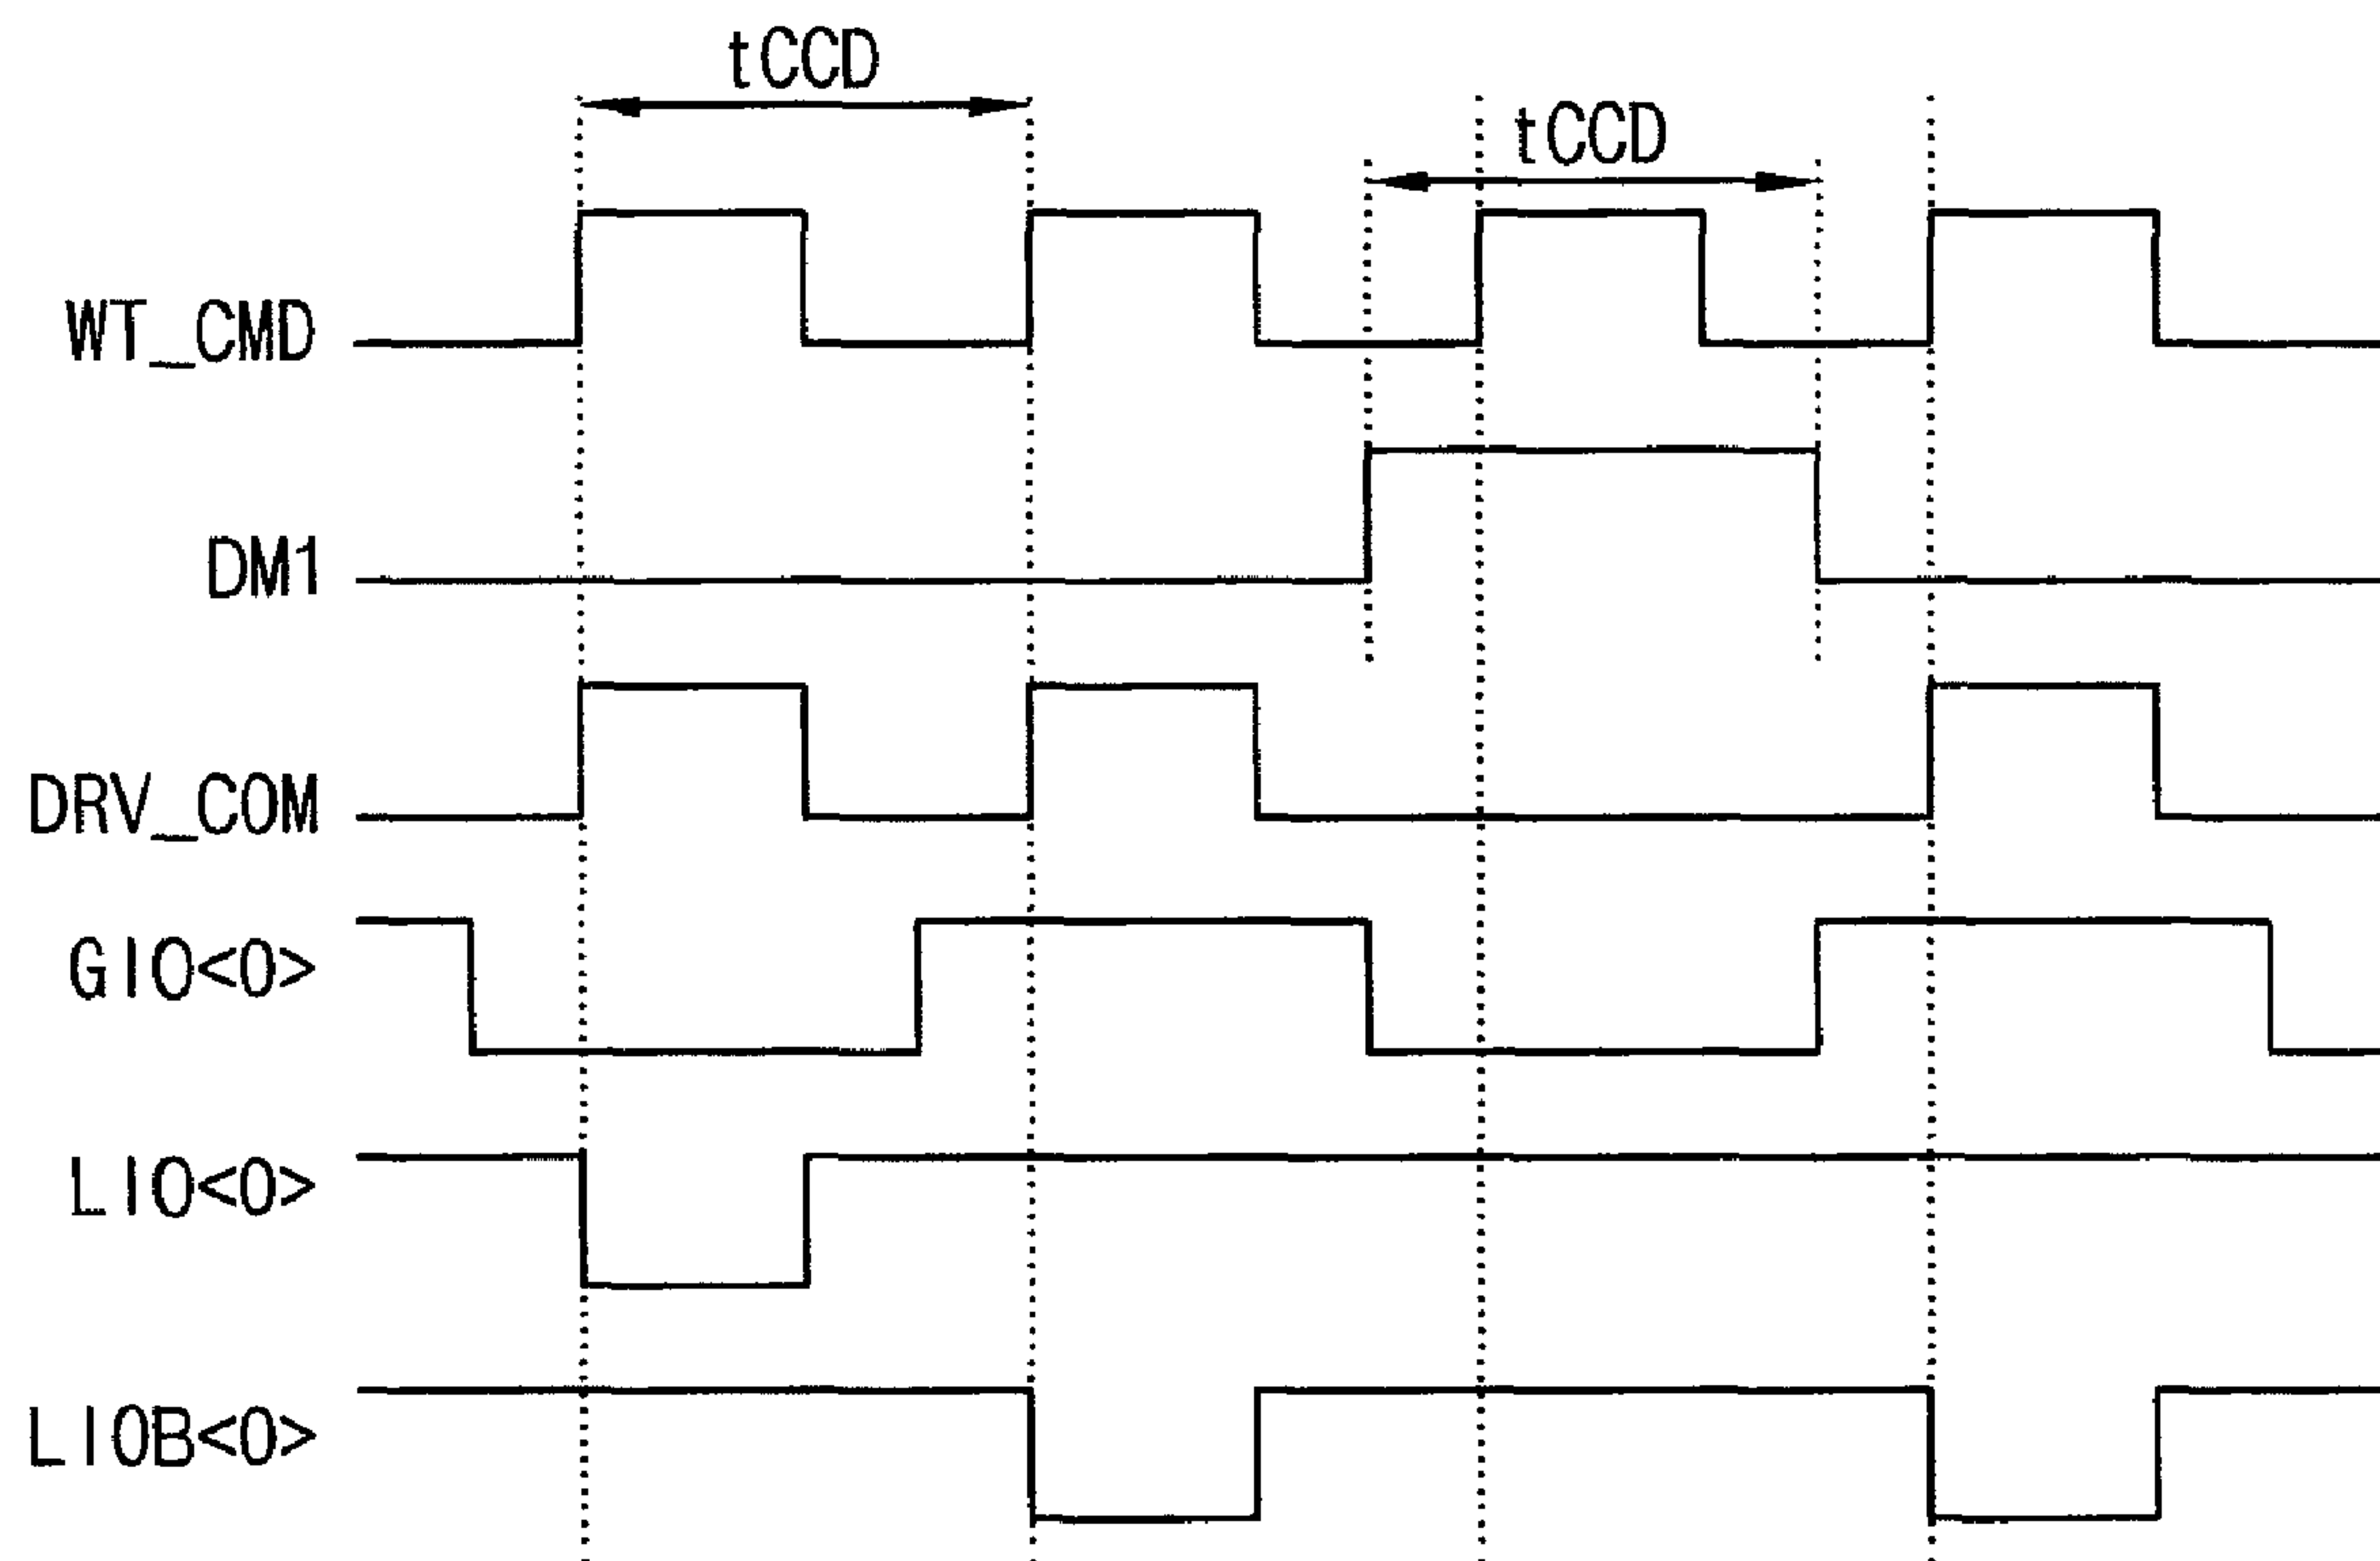 tCCD
tCCD
WT_CMD
DM1
DRV_COM
GIO<0>
LIO<0>
LIOB<0>